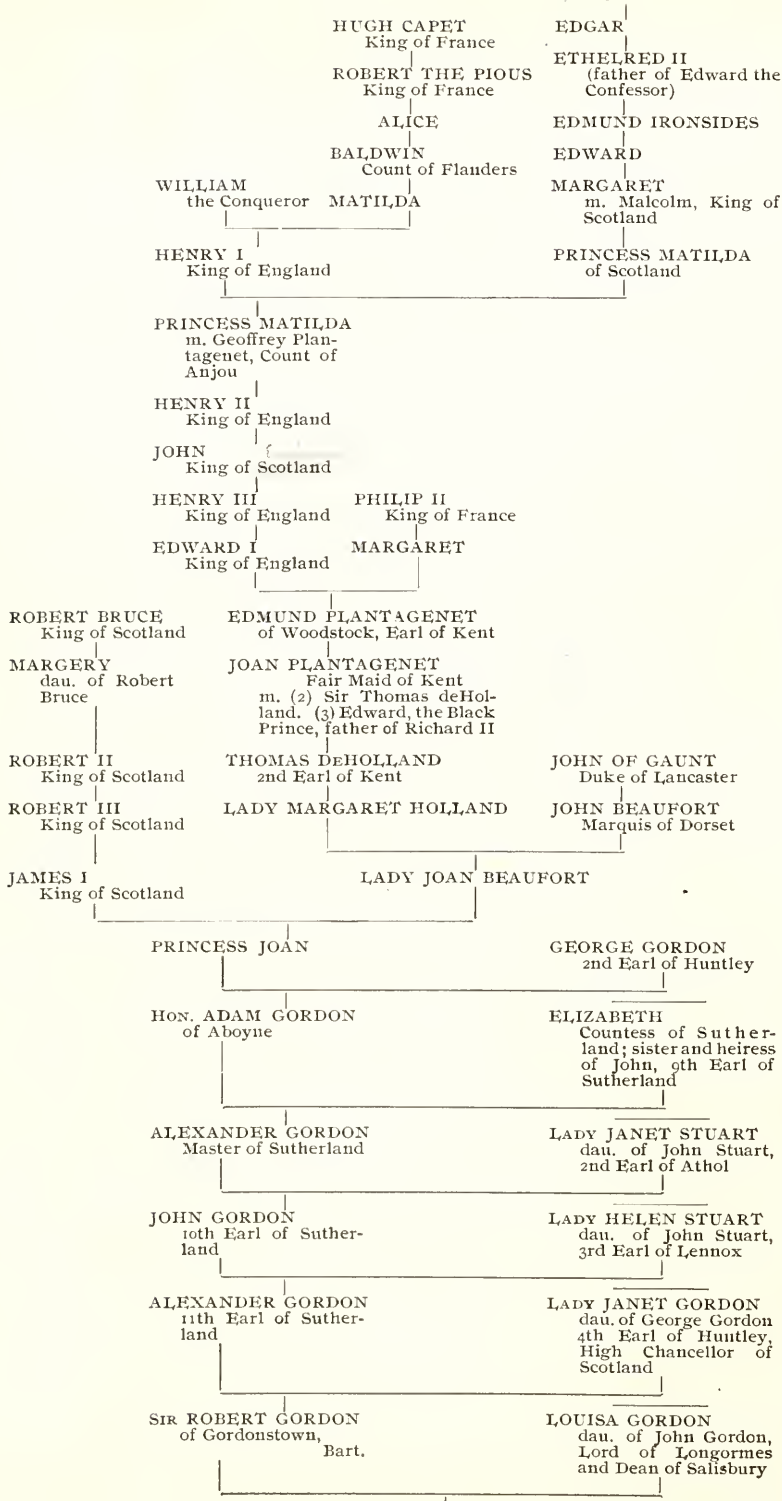 HUGH CAPET
King of France
EDGAR
ROBERT THE PIOUS
King of France
ETHELRED II
(father of Edward the
Confessor)
ALICE
EDMUND IRONSIDES
BALDWIN
Count of Flanders
EDWARD
WILLIAM
the Conqueror
MATILDA
MARGARET
m. Malcolm, King of
Scotland
HENRY I
King of England
PRINCESS MATILDA
of Scotland
PRINCESS MATILDA
m. Geoffrey Plan-
tagenet, Count of
Anjou
HENRY II
King of England
JOHN
King of Scotland
HENRY III
King of England
PHILIP II
King of France
EDWARD I
King of England
MARGARET
ROBERT BRUCE
King of Scotland
EDMUND PLANTAGENET
of Woodstock, Earl of Kent
MARGERY
dau. of Robert
Bruce
JOAN PLANTAGENET
Fair Maid of Kent
m. (2) Sir Thomas deHol-
land. (3) Edward, the Black
Prince, father of Richard II
ROBERT II
King of Scotland
THOMAS DEHOLLAND
2nd Earl of Kent
JOHN OF GAUNT
Duke of Lancaster
ROBERT III
King of Scotland
LADY MARGARET HOLLAND
JOHN BEAUFORT
Marquis of Dorset
JAMES I
King of Scotland
LADY JOAN BEAUFORT
PRINCESS JOAN
GEORGE GORDON
2nd Earl of Huntley
HON. ADAM GORDON
of Aboyne
ELIZABETH
Countess of Suther-
land; sister and heiress
of John, 9th Earl of
Sutherland
ALEXANDER GORDON
Master of Sutherland
LADY JANET STUART
dau. of John Stuart,
2nd Earl of Athol
JOHN GORDON
10th Earl of Suther-
land
LADY HELEN STUART
dau. of John Stuart,
3rd Earl of Lennox
ALEXANDER GORDON
11th Earl of Suther-
land
LADY JANET GORDON
dau. of George Gordon
4th Earl of Huntley,
High Chancellor of
Scotland
SIR ROBERT GORDON
of Gordonstown,
Bart.
LOUISA GORDON
dau. of John Gordon,
Lord of Longormes
and Dean of Salisbury